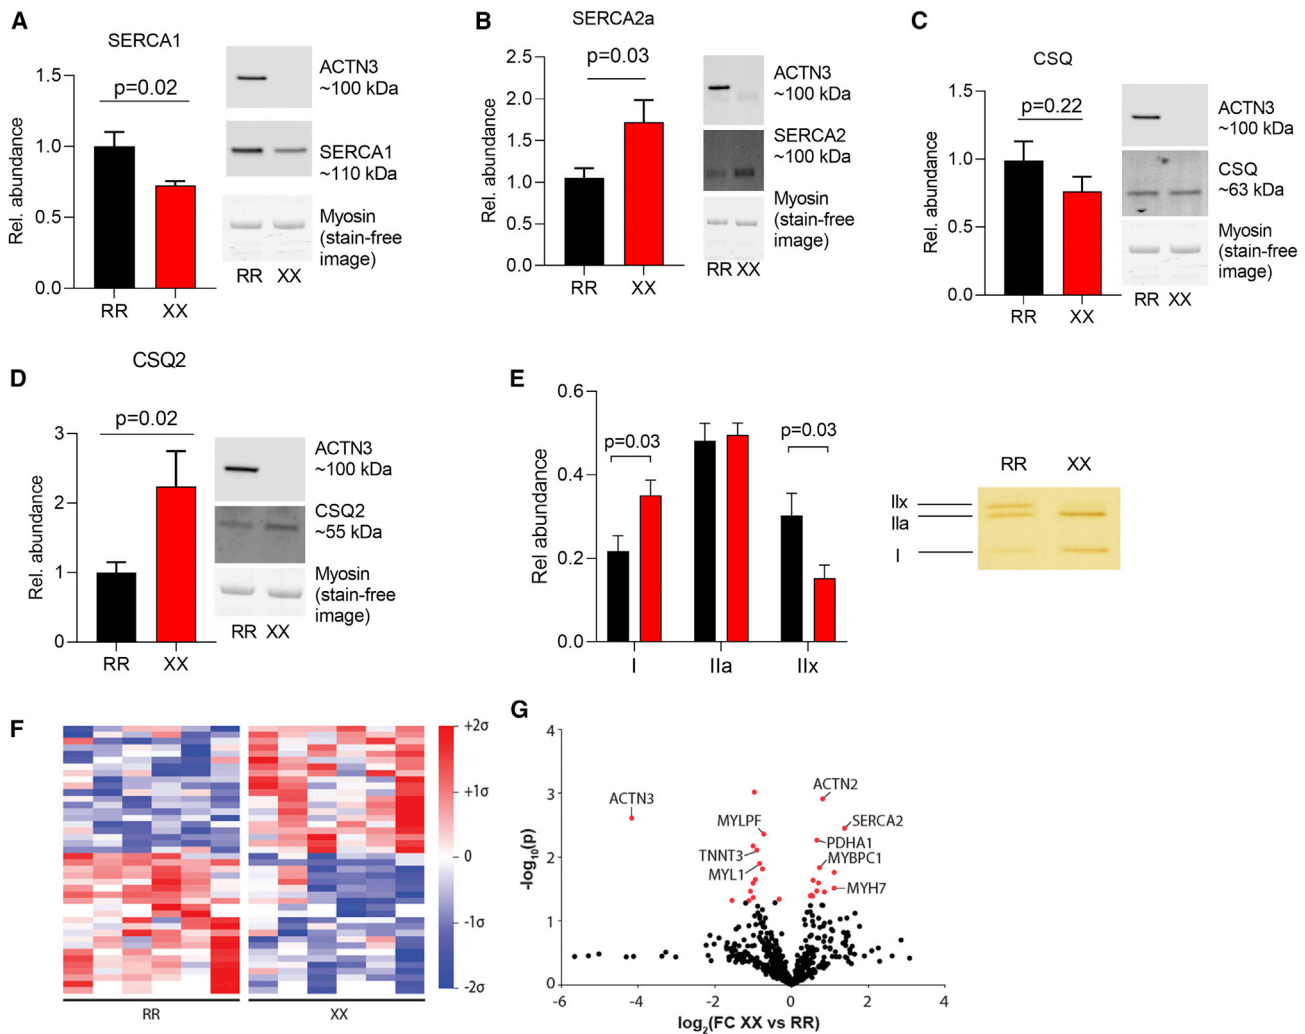 A
SERCA1
Rel. abundance
1.5
1.0
0.5
0.0
p=0.02
RR
XX
ACTN3
~100 kDa
SERCA1
~110 kDa
Myosin
(stain-free
image)
RR XX
B
SERCA2a
Rel. abundance
2.5
2.0
1.5
1.0
0.5
0.0
p=0.03
RR
XX
ACTN3
~100 kDa
SERCA2
~100 kDa
Myosin
(stain-free
image)
RR XX
C
CSQ
Rel. abundance
1.5
1.0
0.5
0.0
p=0.22
RR
XX
ACTN3
~100 kDa
CSQ
~63 kDa
Myosin
(stain-free
image)
RR XX
D
CSQ2
Rel. abundance
3
2
1
0
p=0.02
RR
XX
ACTN3
~100 kDa
CSQ2
~55 kDa
Myosin
(stain-free
image)
RR XX
E
Rel abundance
0.6
0.4
0.2
0.0
p=0.03
p=0.03
I
IIa
IIx
RR
XX
IIx
IIa
I
F
+2σ
+1σ
0
-1σ
-2σ
RR
XX
G
-log10(p)
4
3
2
1
0
ACTN3
ACTN2
MYLPF
SERCA2
TNNT3
PDHA1
MYL1
MYBPC1
MYH7
-6
-4
-2
0
2
4
log2(FC XX vs RR)